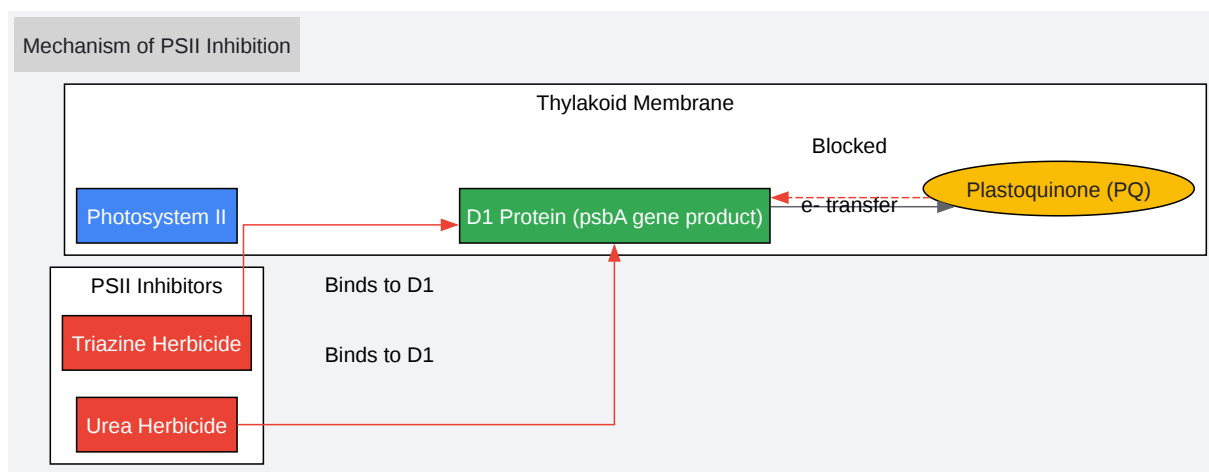 Mechanism of PSII Inhibition
Thylakoid Membrane
Blocked
Photosystem II
D1 Protein (psbA gene product)
e- transfer
Plastoquinone (PQ)
PSII Inhibitors
Binds to D1
Triazine Herbicide
Binds to D1
Urea Herbicide